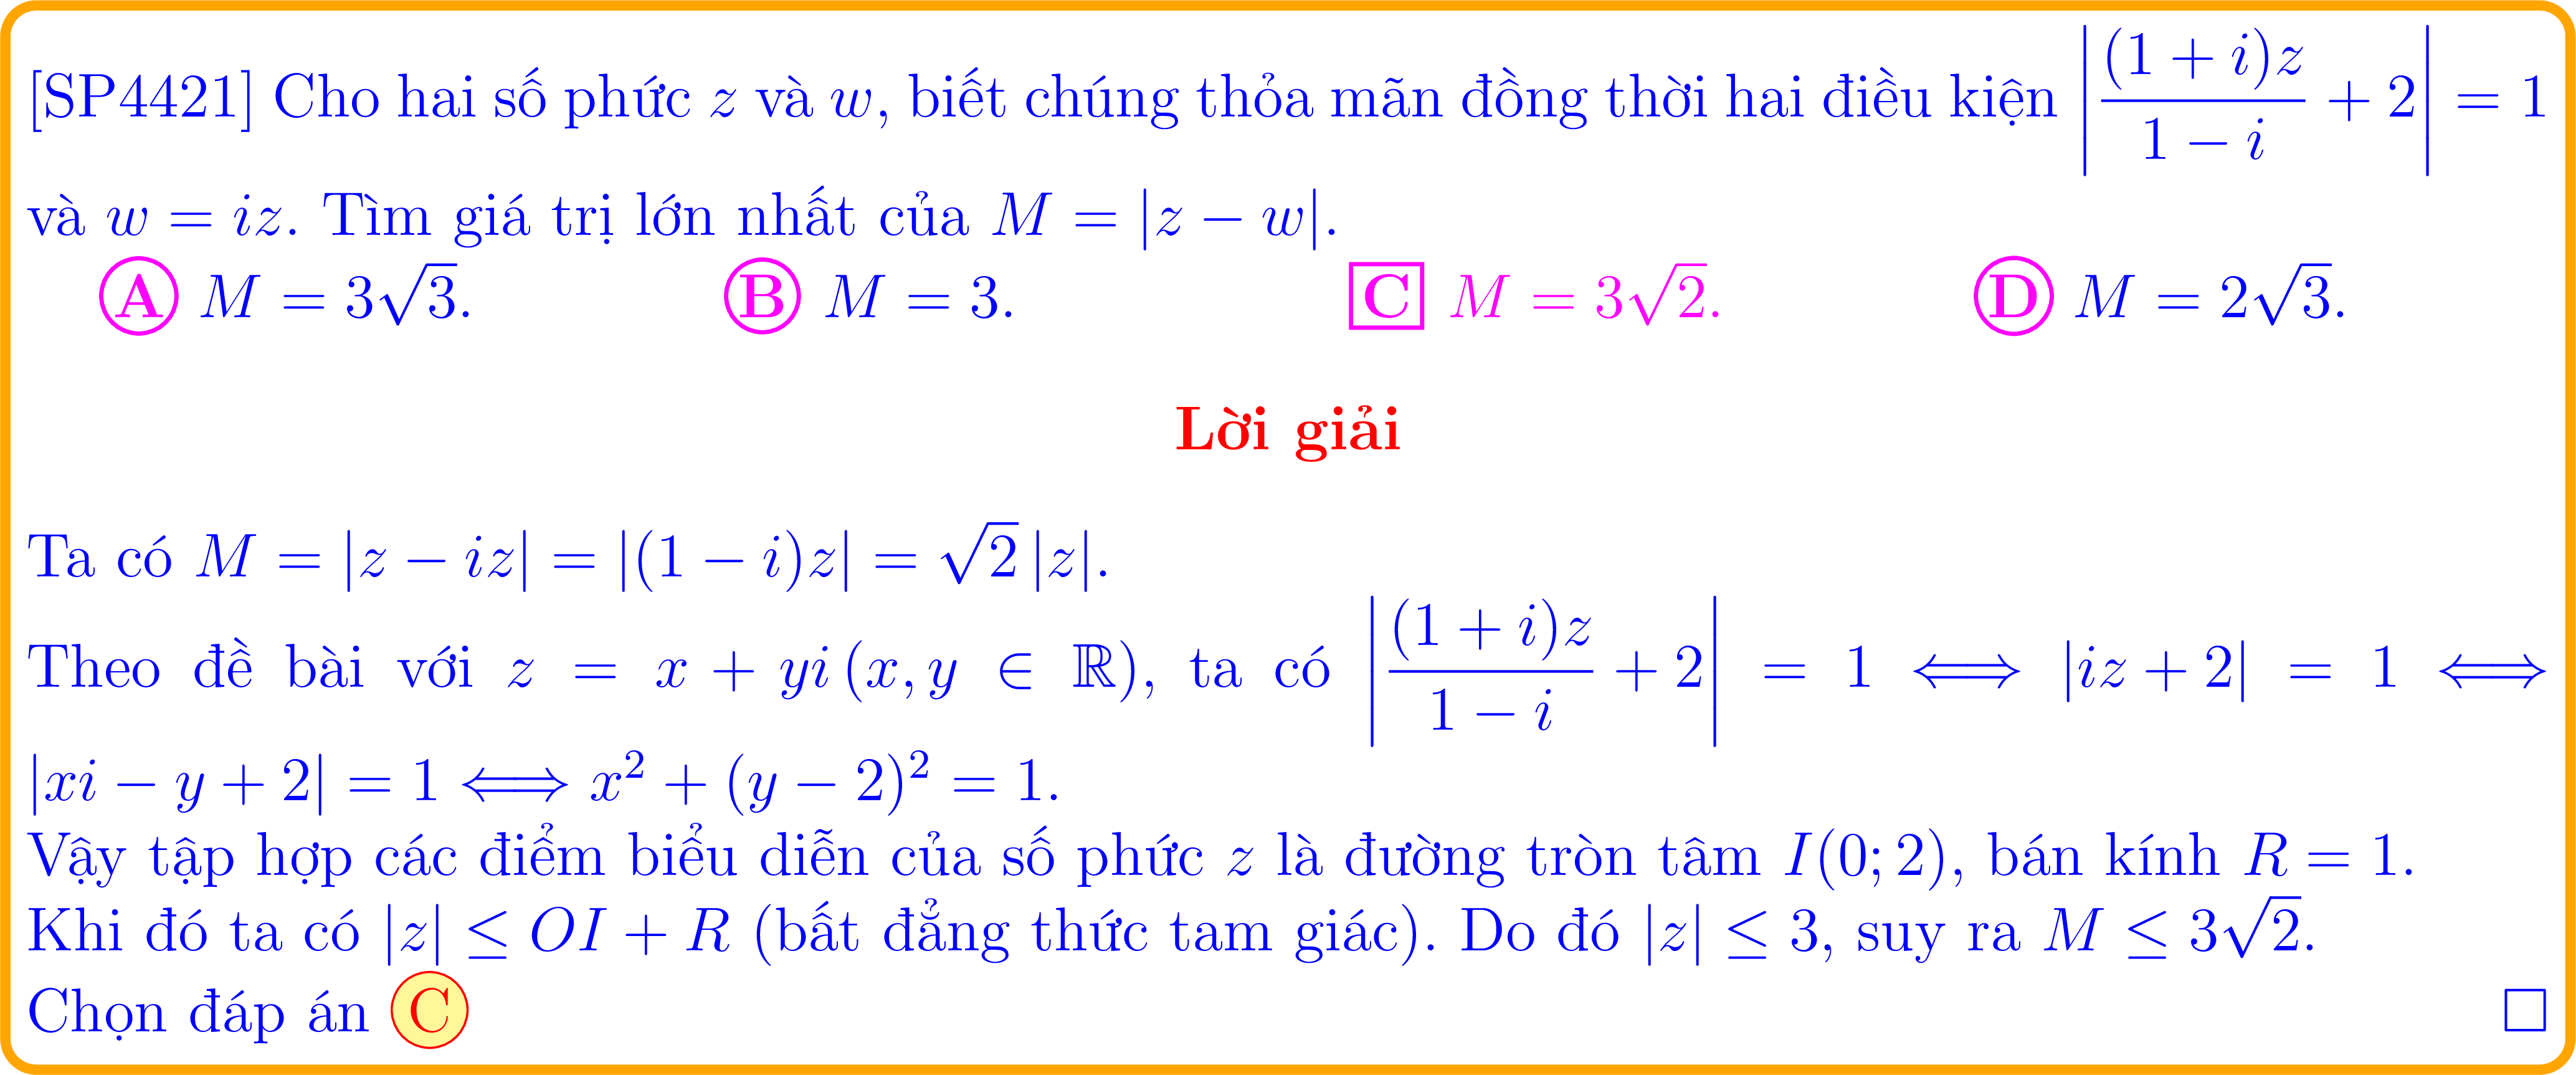 [SP4421] Cho hai số phức $z$ và $w$, biết chúng thỏa mãn đồng thời hai điều kiện $\left|\dfrac{(1+i)z}{1-i}+2\right|=1$
và $w=iz$. Tìm giá trị lớn nhất của $M=|z-w|$.
A $M=3\sqrt{3}$. B $M=3$. C $M=3\sqrt{2}$. D $M=2\sqrt{3}$.
Lời giải
Ta có $M=|z-iz|=|(1-i)z|=\sqrt{2}\,|z|$.
Theo đề bài với $z=x+yi\,(x,y\in\mathbb{R})$, ta có $\left|\dfrac{(1+i)z}{1-i}+2\right|=1\iff|iz+2|=1\iff$
$|xi-y+2|=1\iff x^2+(y-2)^2=1$.
Vậy tập hợp các điểm biểu diễn của số phức $z$ là đường tròn tâm $I(0;2)$, bán kính $R=1$.
Khi đó ta có $|z|\leq OI+R$ (bất đẳng thức tam giác). Do đó $|z|\leq 3$, suy ra $M\leq 3\sqrt{2}$.
Chọn đáp án C □